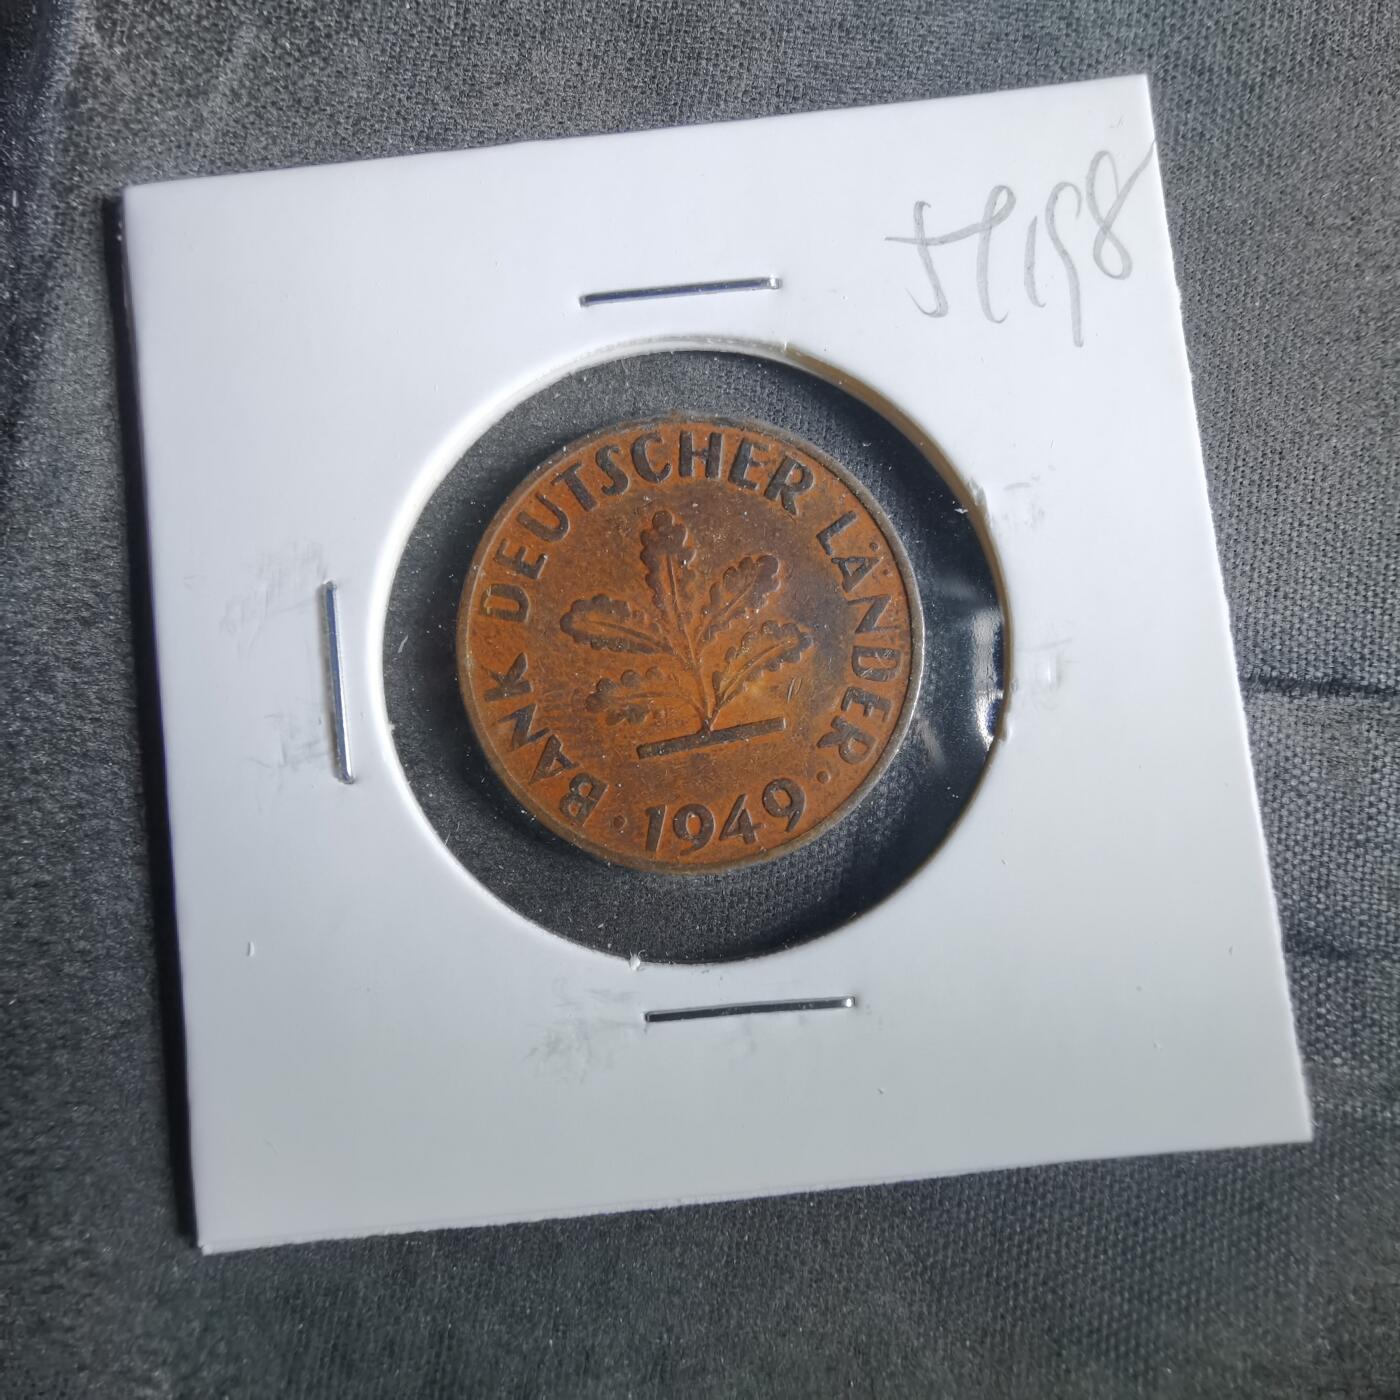 BANK DEUTSCHER LÄNDER · 1949 ·